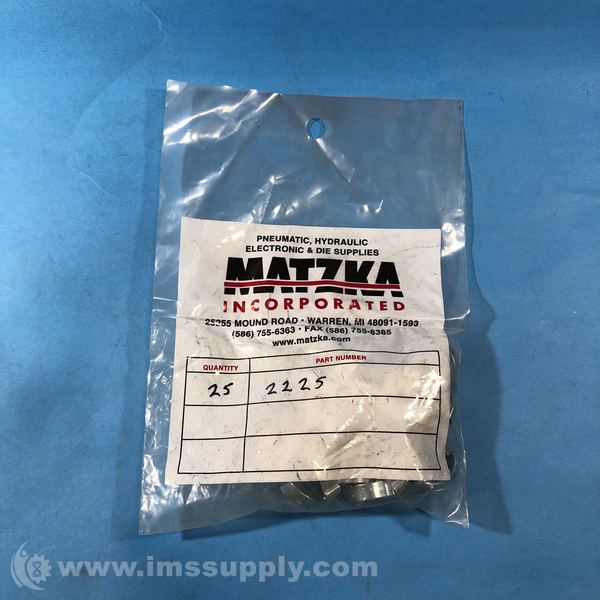 PNEUMATIC, HYDRAULIC
ELECTRONIC & DIE SUPPLIES
MATZKA
INCORPORATED
25255 MOUND ROAD • WARREN, MI 48091-1593
(586) 755-6363 • FAX (586) 755-6385
www.matzka.com
QUANTITY PART NUMBER
25 2225
www.imssupply.com